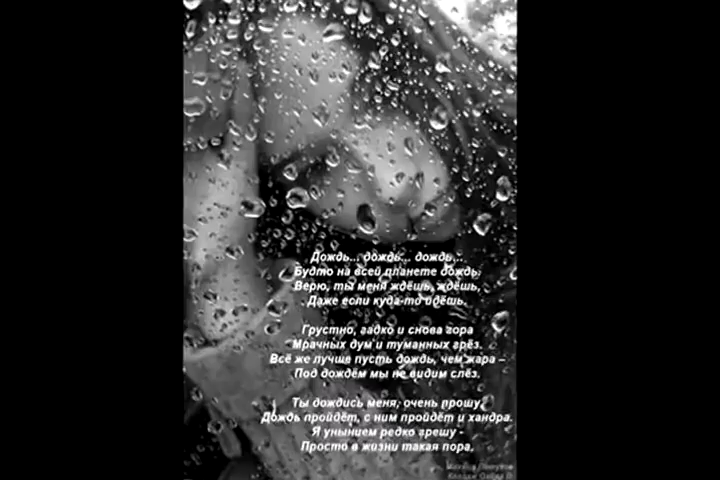 Дождь... дождь... дождь...
Будто на всей планете дождь.
Верю, ты меня ждёшь, ждёшь,
Даже если куда-то идёшь.
Грустно, гадко и снова гора
Мрачных дум и туманных грёз.
Всё же лучше пусть дождь, чем жара –
Под дождём мы не видим слёз.
Ты дождись меня, очень прошу,
Дождь пройдёт, с ним пройдёт и хандра.
Я унынием редко грешу -
Просто в жизни такая пора.